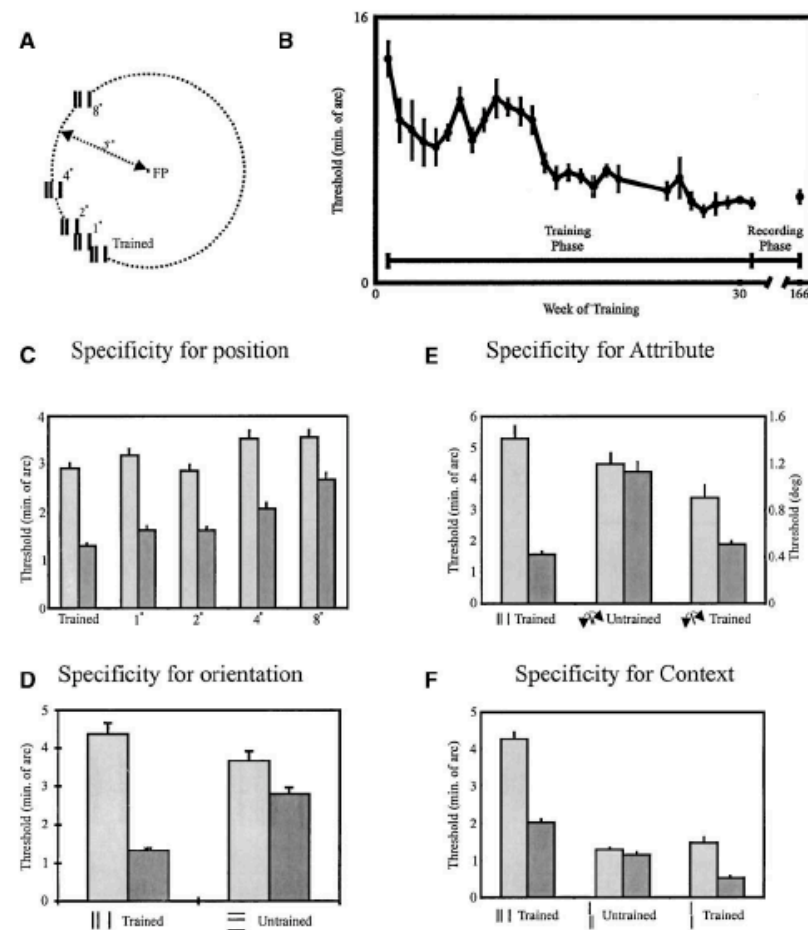 A
8°
3°
FP
4°
2°
1°
Trained
B
16
Threshold (min. of arc)
Training
Phase
Recording
Phase
0
0
30
166
Week of Training
C Specificity for position
4
3
2
1
0
Threshold (min. of arc)
Trained 1° 2° 4° 8°
E Specificity for Attribute
6
5
4
3
2
1
0
Threshold (min. of arc)
1.6
1.2
0.8
0.4
0
Threshold (deg)
Trained Untrained Trained
D Specificity for orientation
5
4
3
2
1
0
Threshold (min. of arc)
Trained Untrained
F Specificity for Context
5
4
3
2
1
0
Threshold (min. of arc)
Trained Untrained Trained